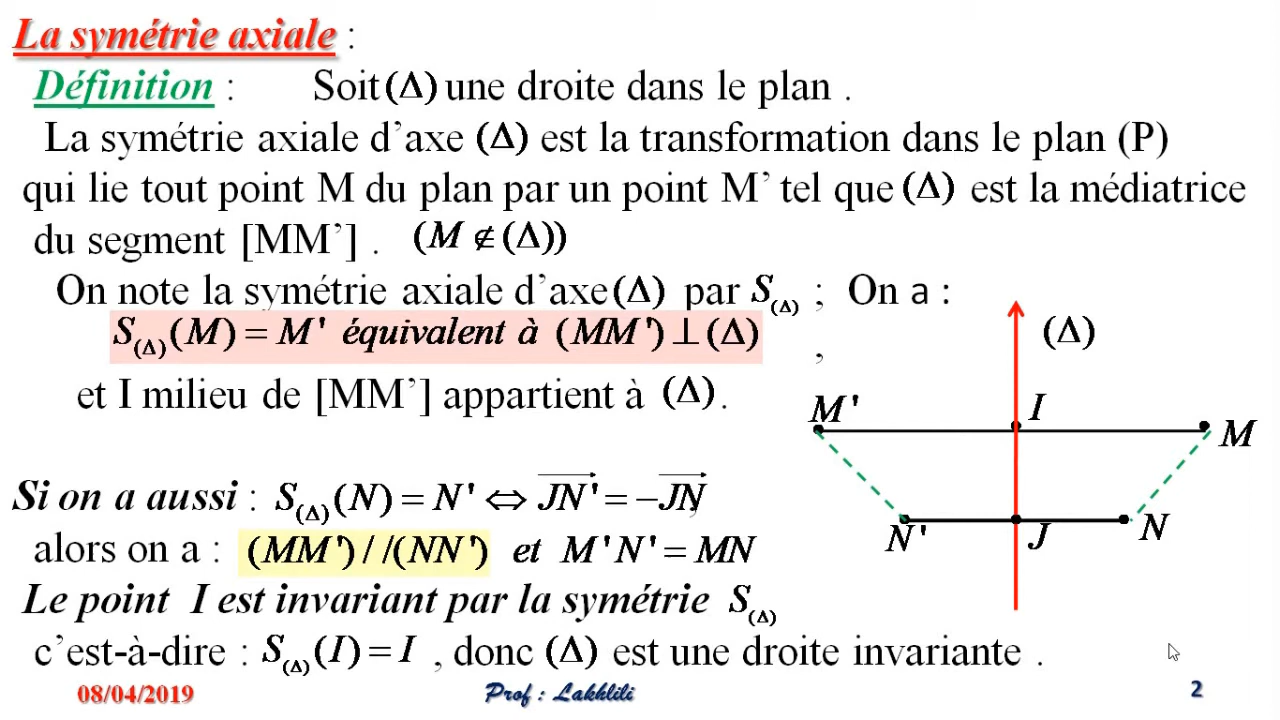 La symétrie axiale :
Définition : Soit (Δ) une droite dans le plan .
La symétrie axiale d’axe (Δ) est la transformation dans le plan (P)
qui lie tout point M du plan par un point M’ tel que (Δ) est la médiatrice
du segment [MM’] . (M ∉ (Δ))
On note la symétrie axiale d’axe (Δ) par S(Δ) ; On a :
S(Δ)(M) = M' équivalent à (MM') ⊥ (Δ) ,
et I milieu de [MM’] appartient à (Δ) .
(Δ)
M' I M
N' J N
Si on a aussi : S(Δ)(N) = N' ⇔ JN' = −JN ,
alors on a : (MM') / /(NN') et M'N' = MN
Le point I est invariant par la symétrie S(Δ)
c’est-à-dire : S(Δ)(I) = I , donc (Δ) est une droite invariante .
08/04/2019 Prof : Lakhlili 2